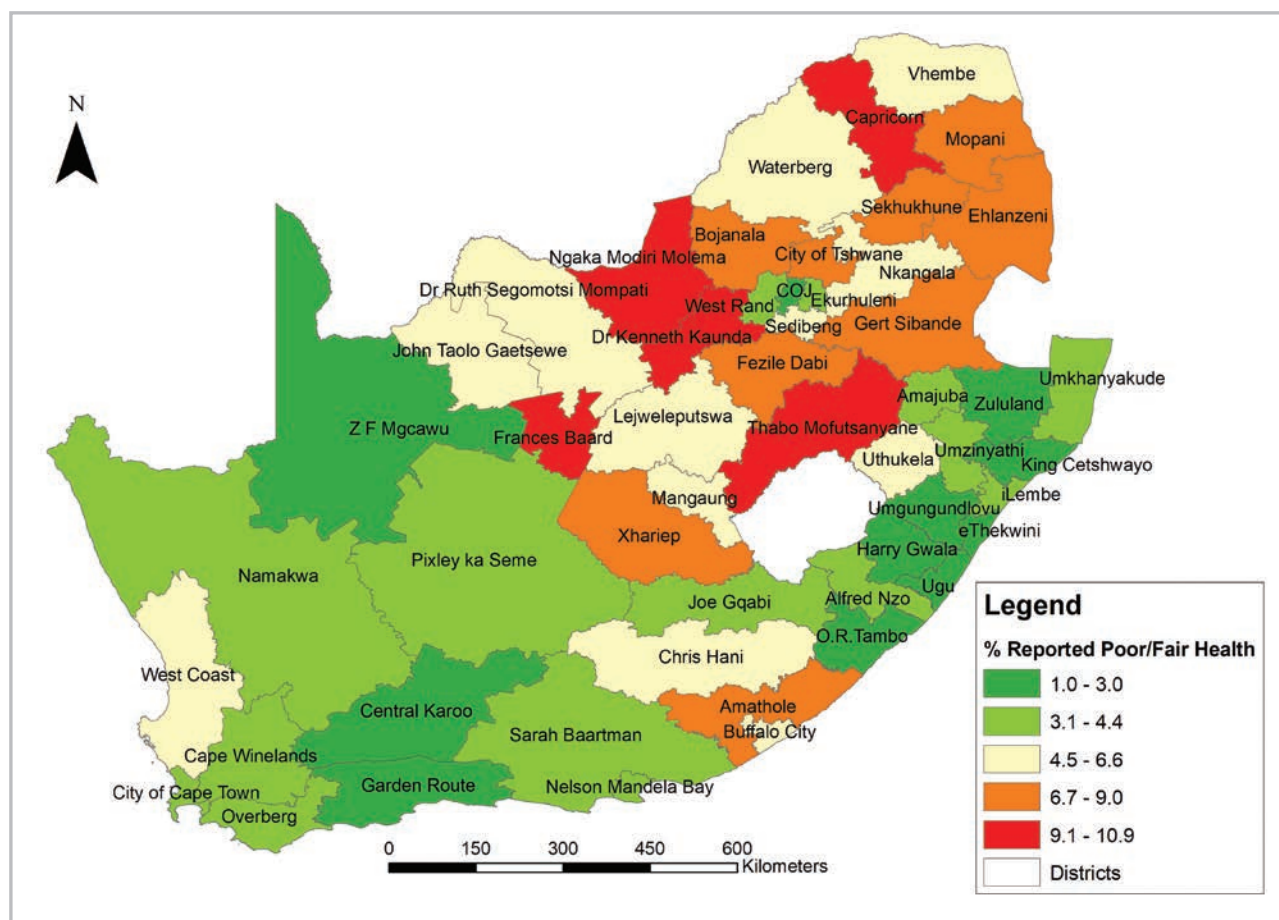 N
Vhembe
Capricorn
Mopani
Waterberg
Sekhukhune
Ehlanzeni
Bojanala
City of Tshwane
Ngaka Modiri Molema
Nkangala
Dr Ruth Segomotsi Mompati
COJ
West Rand
Ekurhuleni
Sedibeng
Gert Sibande
Dr Kenneth Kaunda
John Taolo Gaetsewe
Fezile Dabi
Umkhanyakude
Amajuba
Zululand
Z F Mgcawu
Lejweleputswa
Frances Baard
Thabo Mofutsanyane
Umzinyathi
Uthukela
King Cetshwayo
Mangaung
iLembe
Umgungundlovu
eThekwini
Xhariep
Harry Gwala
Pixley ka Seme
Namakwa
Ugu
Joe Gqabi
Alfred Nzo
O.R.Tambo
Chris Hani
West Coast
Amathole
Central Karoo
Buffalo City
Sarah Baartman
Cape Winelands
Garden Route
Nelson Mandela Bay
City of Cape Town
Overberg
0 150 300 450 600
Kilometers
Legend
% Reported Poor/Fair Health
1.0 - 3.0
3.1 - 4.4
4.5 - 6.6
6.7 - 9.0
9.1 - 10.9
Districts